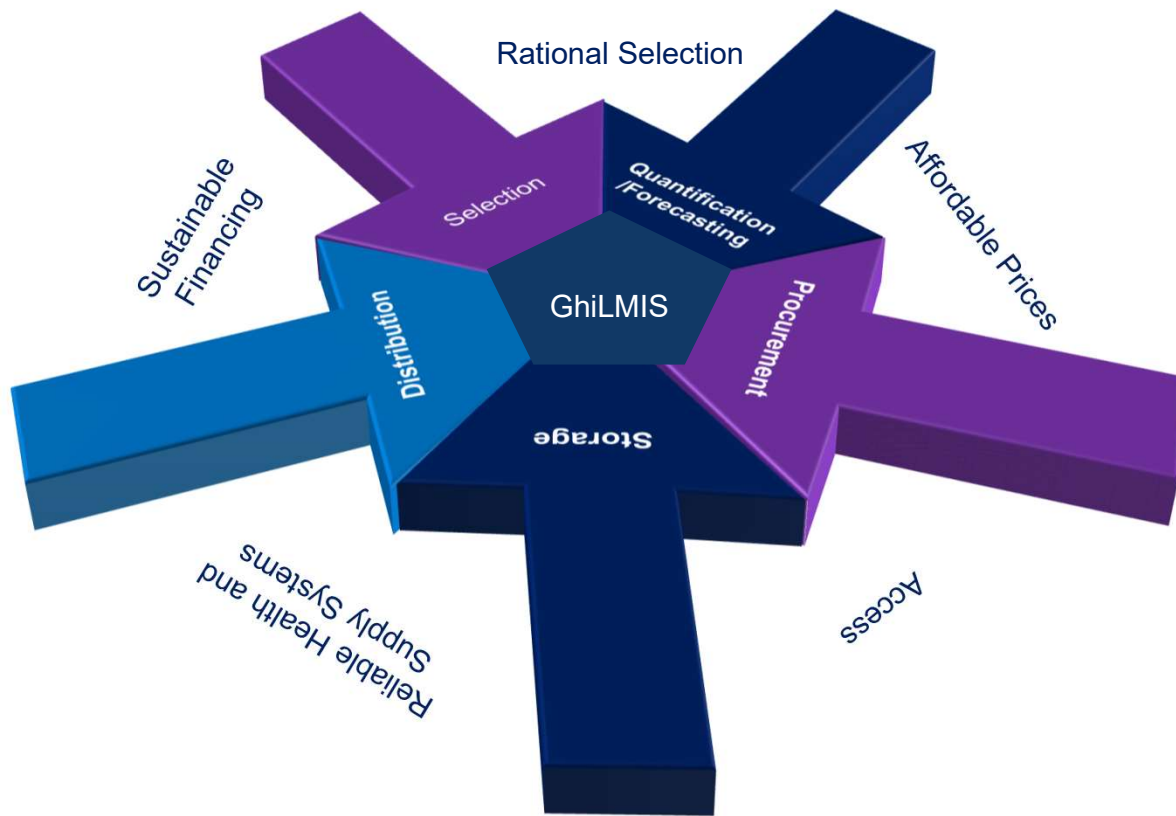 Rational Selection
Affordable Prices
Sustainable
Financing
Selection
Quantification
/Forecasting
GhiLMIS
Distribution
Procurement
Storage
Reliable Health and
Supply Systems
Access